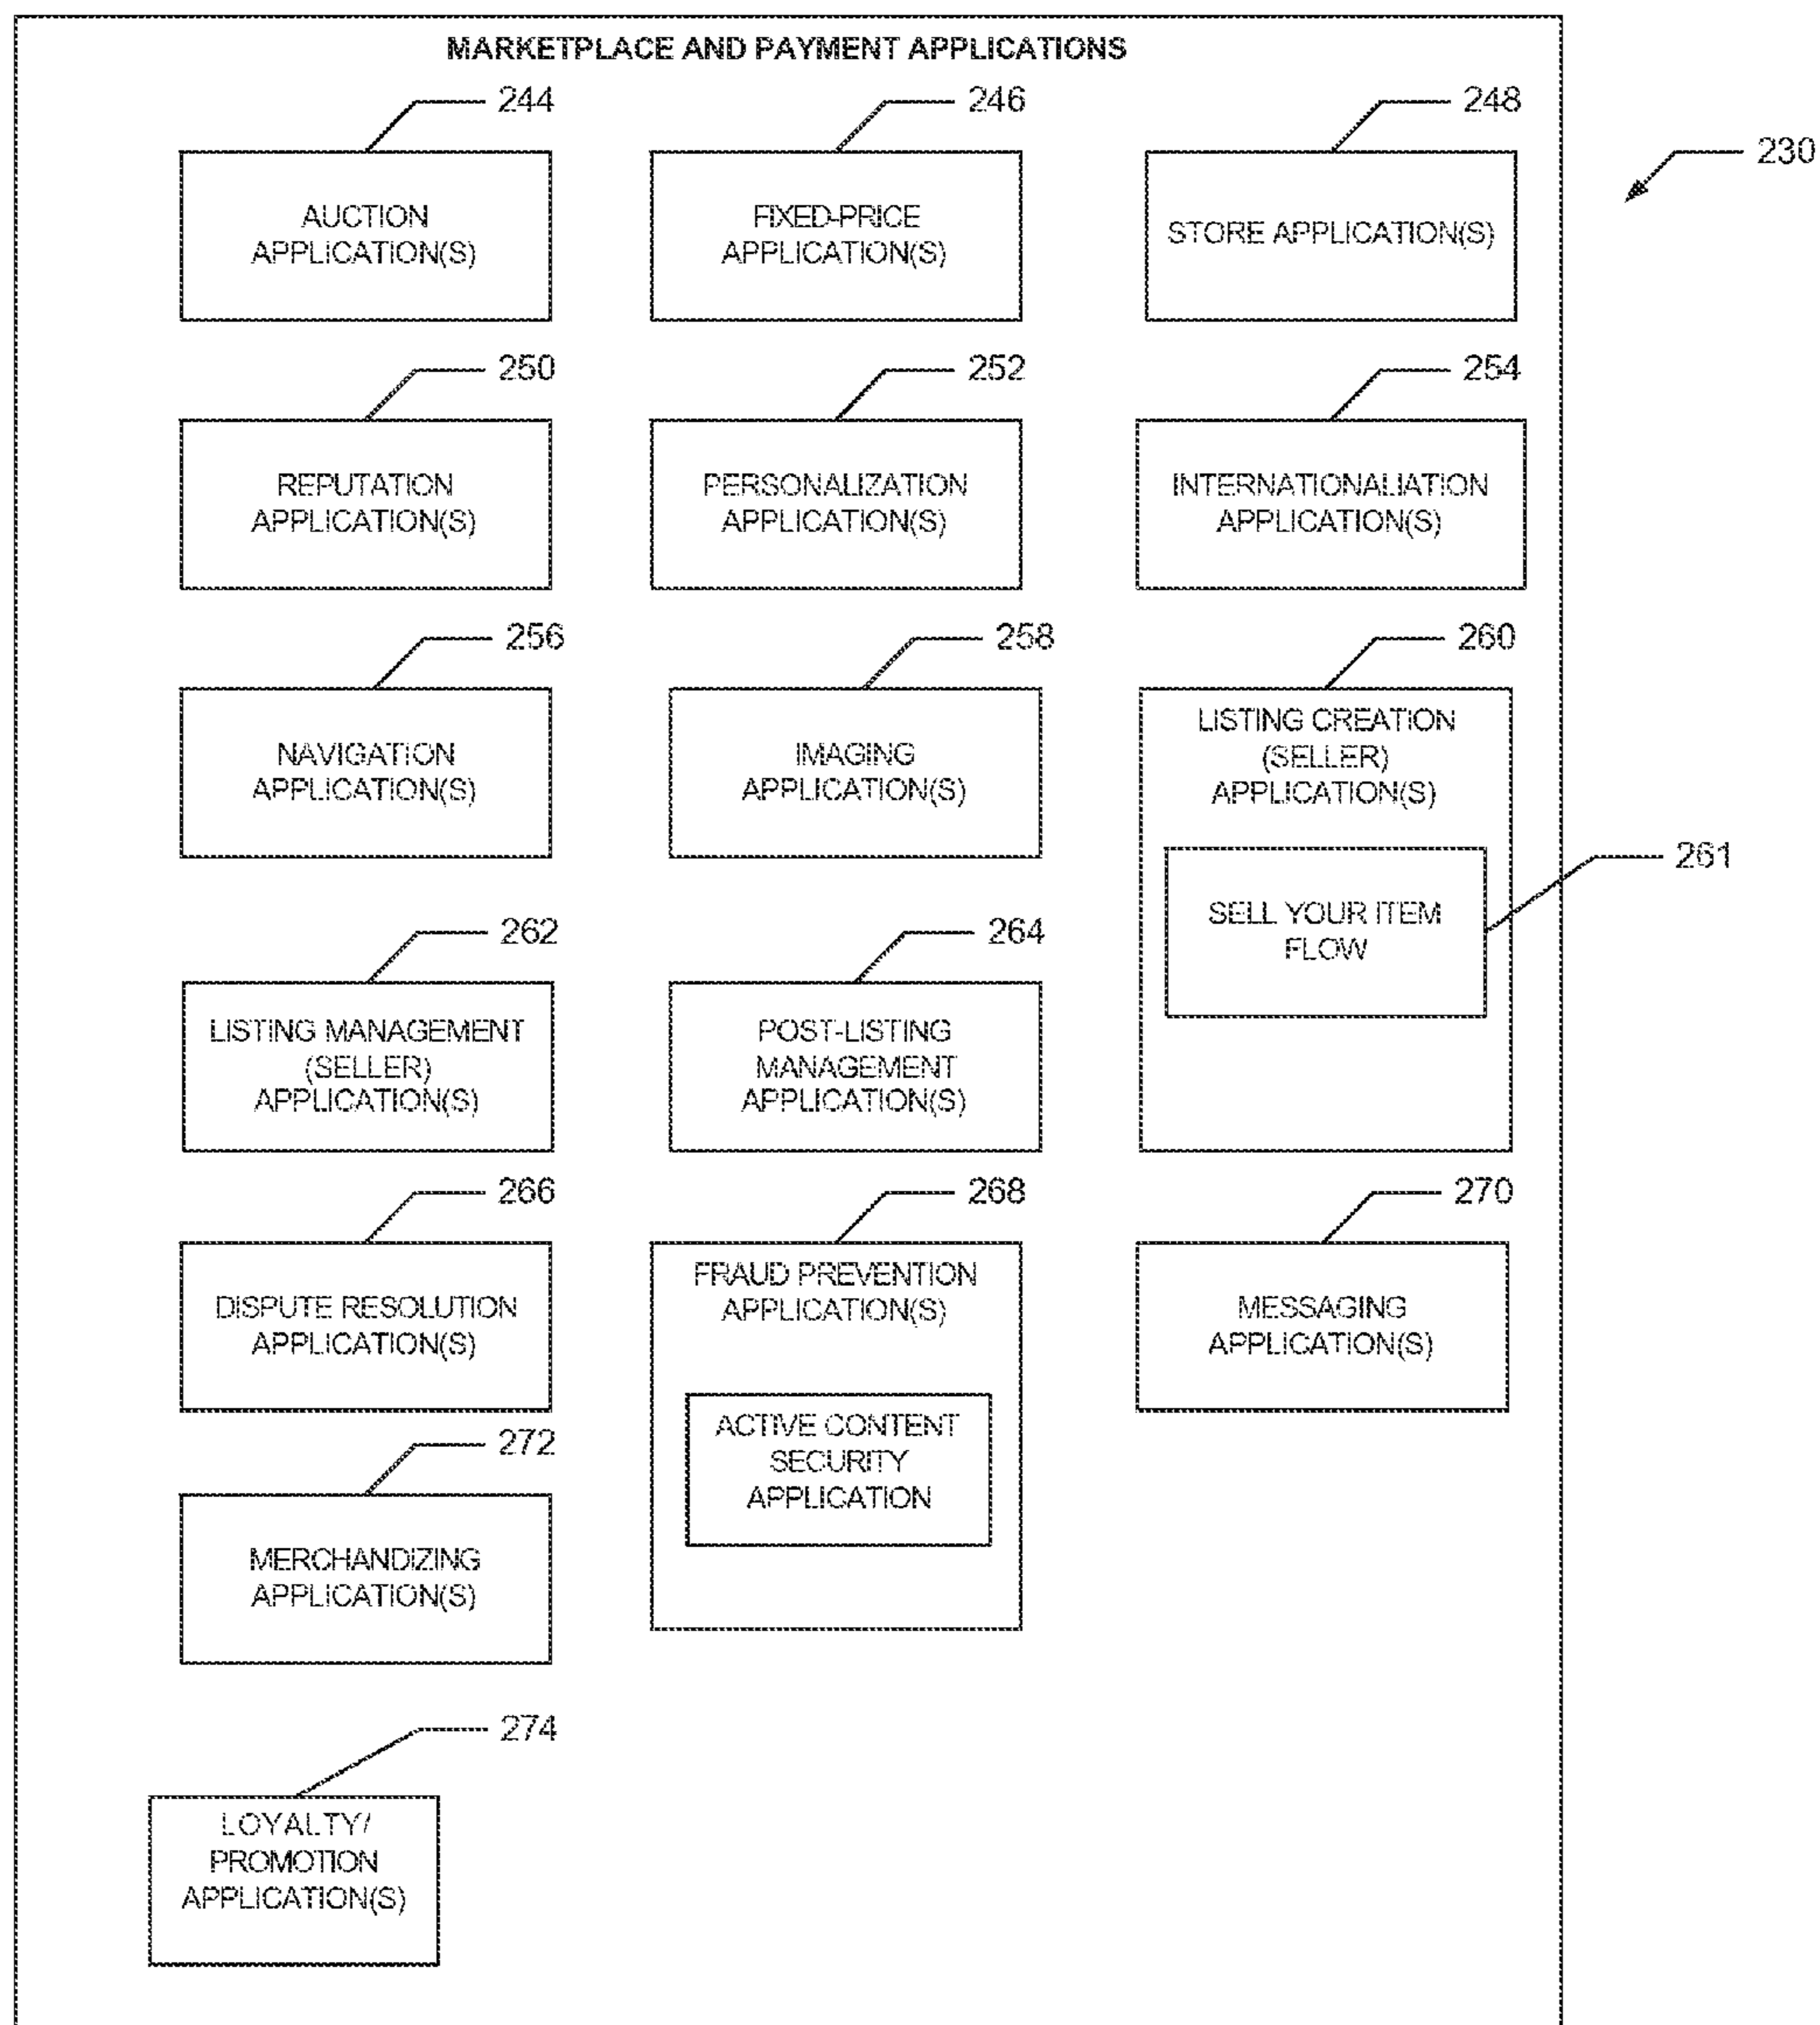 MARKETPLACE AND PAYMENT APPLICATIONS
244
246
248
230
AUCTION
APPLICATION(S)
FIXED-PRICE
APPLICATION(S)
STORE APPLICATION(S)
250
252
254
REPUTATION
APPLICATION(S)
PERSONALIZATION
APPLICATION(S)
INTERNATIONALIATION
APPLICATION(S)
256
258
260
NAVIGATION
APPLICATION(S)
IMAGING
APPLICATION(S)
LISTING CREATION
(SELLER)
APPLICATION(S)
261
SELL YOUR ITEM
FLOW
262
264
LISTING MANAGEMENT
(SELLER)
APPLICATION(S)
POST-LISTING
MANAGEMENT
APPLICATION(S)
266
268
270
DISPUTE RESOLUTION
APPLICATION(S)
FRAUD PREVENTION
APPLICATION(S)
MESSAGING
APPLICATION(S)
ACTIVE CONTENT
SECURITY
APPLICATION
272
MERCHANDIZING
APPLICATION(S)
274
LOYALTY/
PROMOTION
APPLICATION(S)